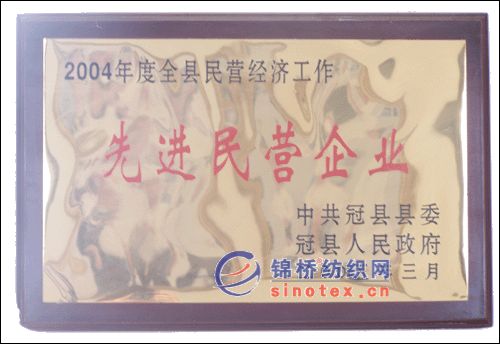 2004年度全县民营经济工作
先进民营企业
中共冠县县委
冠县人民政府
三月
锦桥纺织网
sinotex.cn